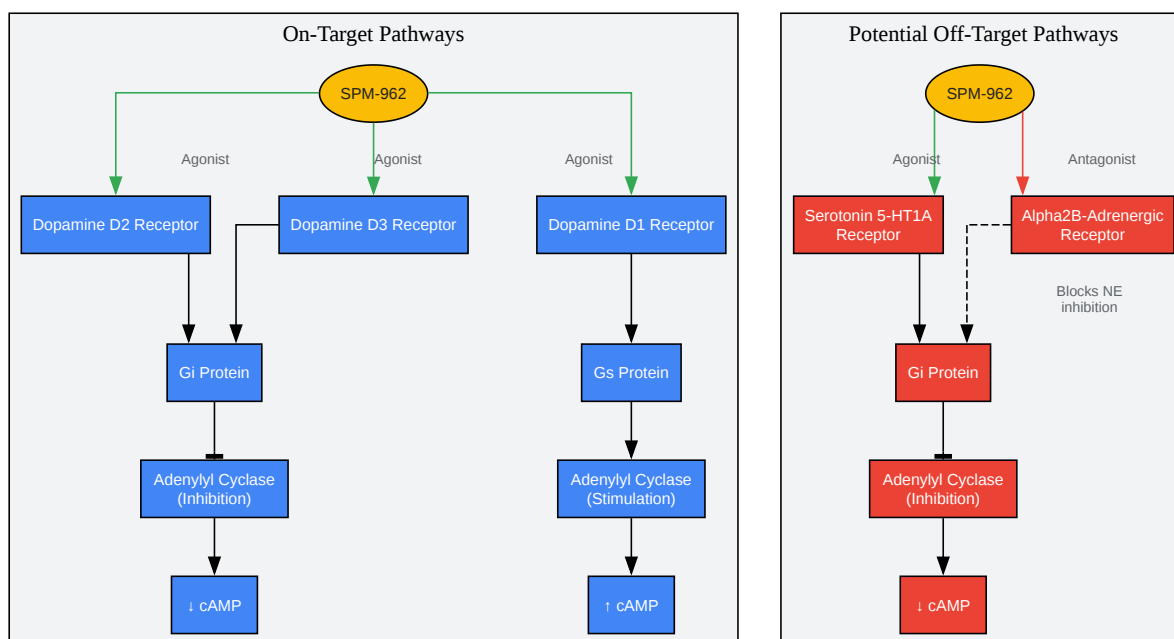 On-Target Pathways
SPM-962
Agonist
Agonist
Agonist
Dopamine D2 Receptor
Dopamine D3 Receptor
Dopamine D1 Receptor
Gi Protein
Gs Protein
Adenylyl Cyclase
(Inhibition)
Adenylyl Cyclase
(Stimulation)
↓ cAMP
↑ cAMP
Potential Off-Target Pathways
SPM-962
Agonist
Antagonist
Serotonin 5-HT1A
Receptor
Alpha2B-Adrenergic
Receptor
Blocks NE
inhibition
Gi Protein
Adenylyl Cyclase
(Inhibition)
↓ cAMP